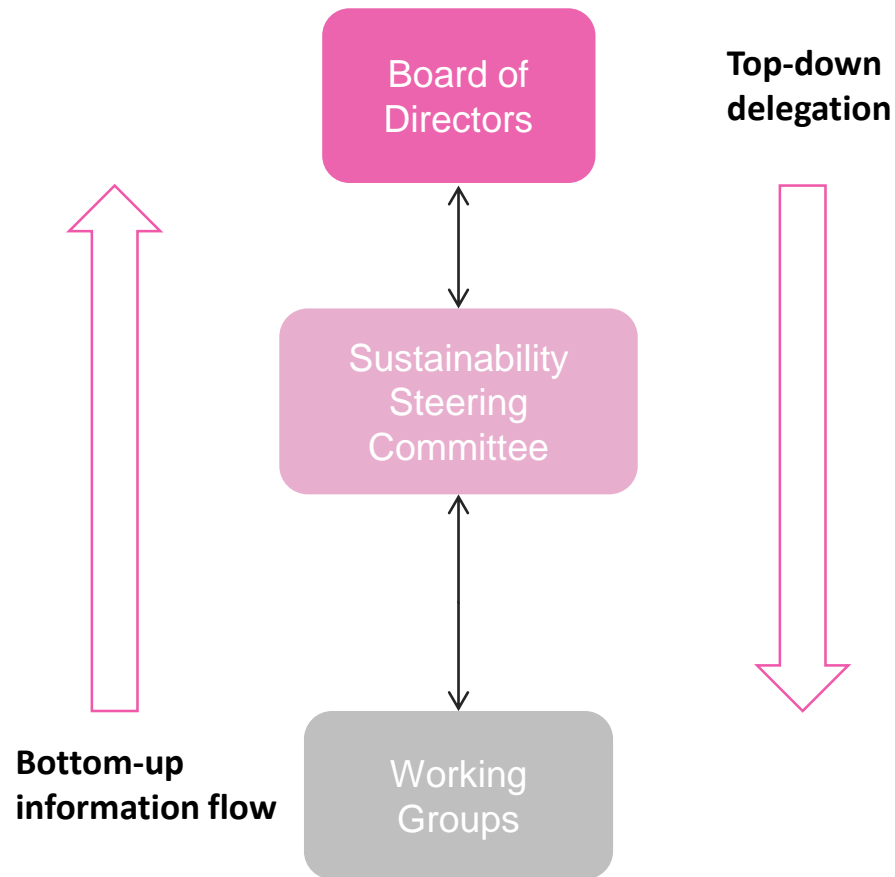 Board of
Directors
Top-down
delegation
Sustainability
Steering
Committee
Bottom-up
information flow
Working
Groups